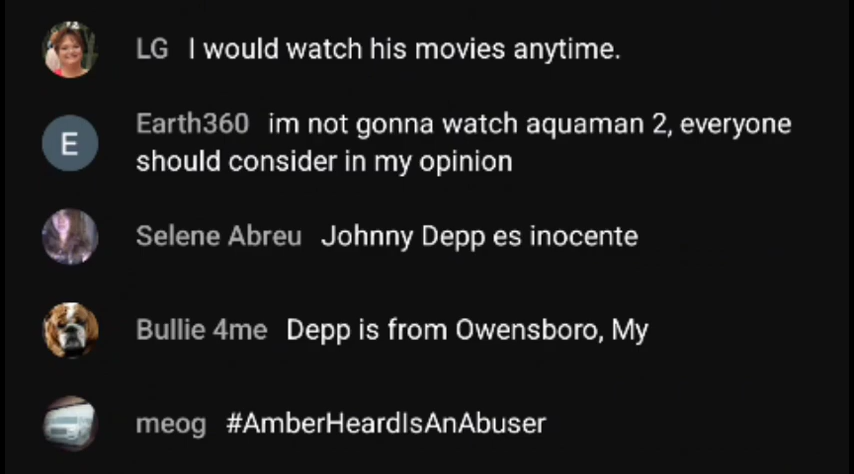 LG I would watch his movies anytime.
E
Earth360 im not gonna watch aquaman 2, everyone
should consider in my opinion
Selene Abreu Johnny Depp es inocente
Bullie 4me Depp is from Owensboro, My
meog #AmberHeardIsAnAbuser